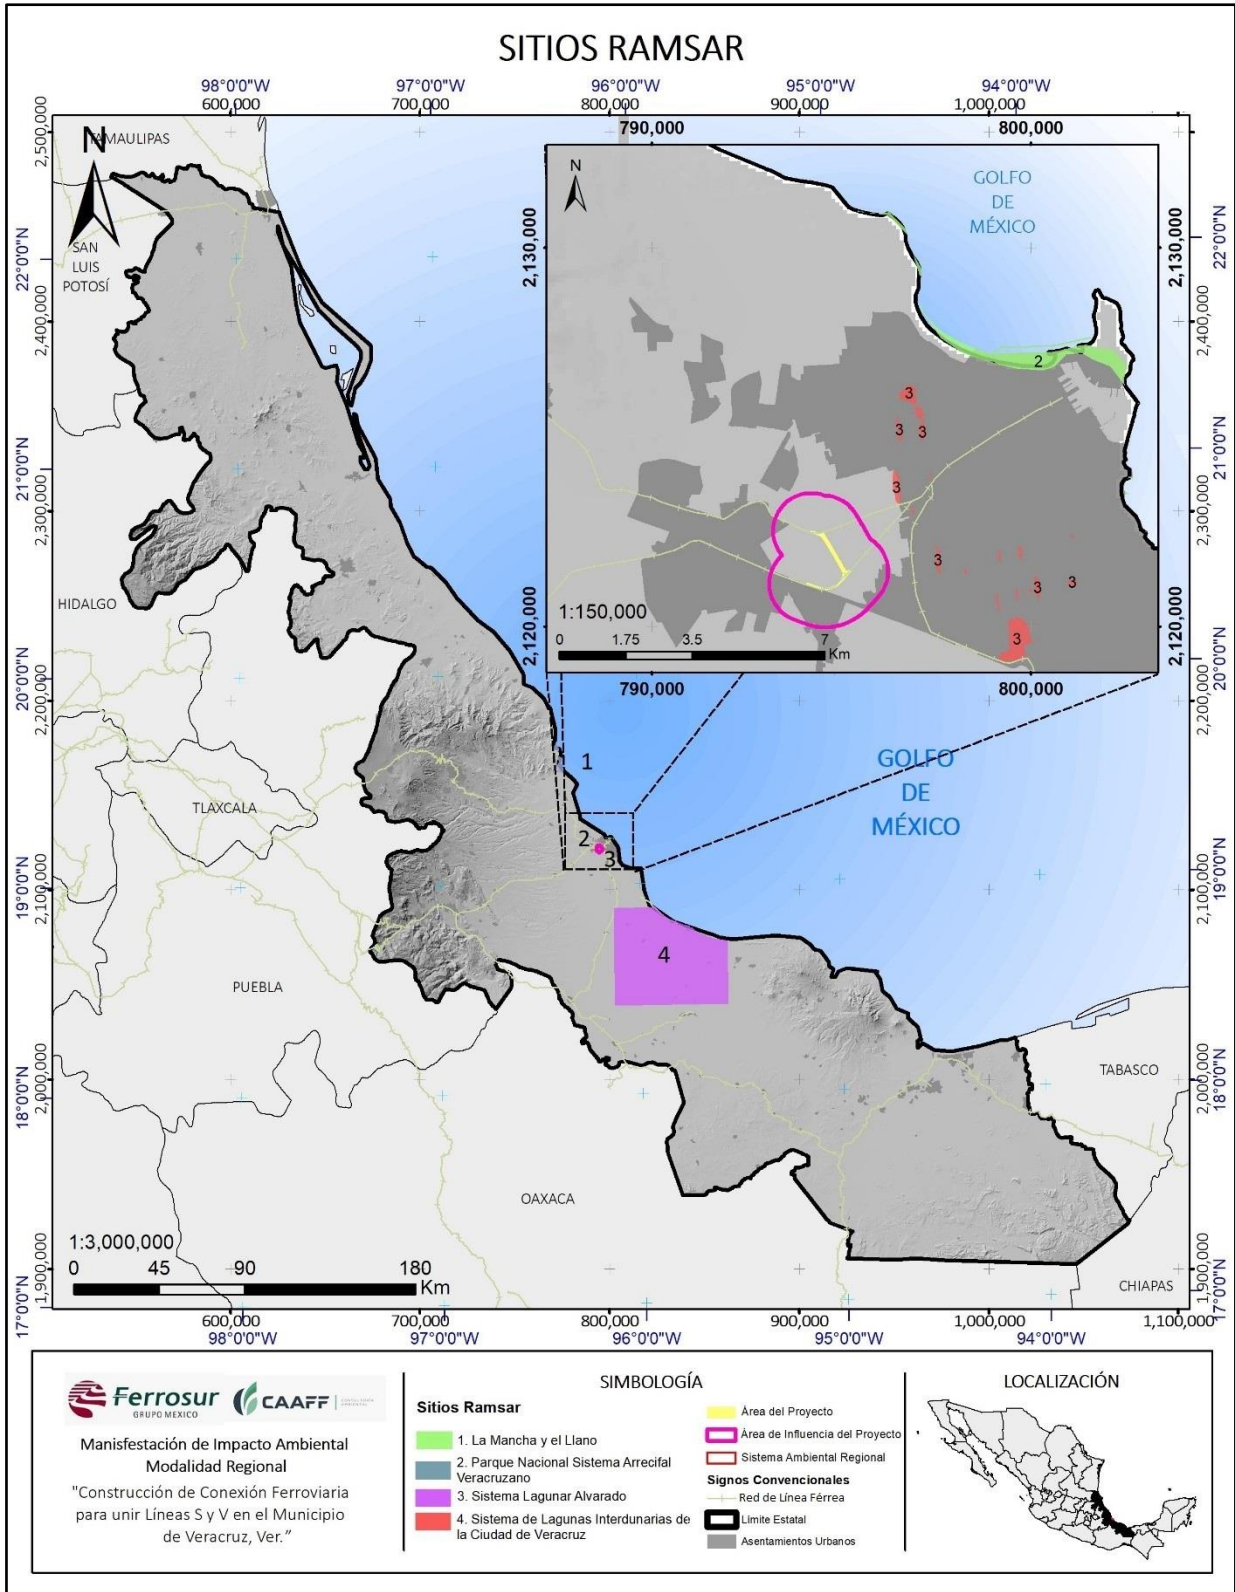 SITIOS RAMSAR
98°0'0"W 97°0'0"W 96°0'0"W 95°0'0"W 94°0'0"W
600,000 700,000 800,000 900,000 1,000,000
790,000 800,000
2,500,000
2,400,000
2,300,000
2,200,000
2,100,000
2,000,000
1,900,000
22°0'0"N
21°0'0"N
20°0'0"N
19°0'0"N
18°0'0"N
17°0'0"N
N
TAMAULIPAS
SAN
LUIS
POTOSÍ
HIDALGO
TLAXCALA
PUEBLA
OAXACA
TABASCO
CHIAPAS
N
GOLFO
DE
MÉXICO
2,130,000
2,120,000
2,130,000
2,120,000
2
3
3
3
3
3
3
3
3
1:150,000
0 1.75 3.5 7
Km
790,000 800,000
GOLFO
DE
MÉXICO
1
2
3
4
1:3,000,000
0 45 90 180
Km
22°0'0"N
2,400,000
21°0'0"N
2,300,000
20°0'0"N
2,200,000
19°0'0"N
2,100,000
18°0'0"N
2,000,000
17°0'0"N
1,900,000
700,000 800,000 900,000 1,000,000 1,100,000
98°0'0"W 97°0'0"W 96°0'0"W 95°0'0"W 94°0'0"W
Ferrosur
GRUPO MEXICO
CAAFF
Manisfestación de Impacto Ambiental
Modalidad Regional
"Construcción de Conexión Ferroviaria
para unir Líneas S y V en el Municipio
de Veracruz, Ver."
SIMBOLOGÍA
Sitios Ramsar
1. La Mancha y el Llano
2. Parque Nacional Sistema Arrecifal
Veracruzano
3. Sistema Lagunar Alvarado
4. Sistema de Lagunas Interdunarias de
la Ciudad de Veracruz
Área del Proyecto
Área de Influencia del Proyecto
Sistema Ambiental Regional
Signos Convencionales
Red de Línea Férrea
Límite Estatal
Asentamientos Urbanos
LOCALIZACIÓN